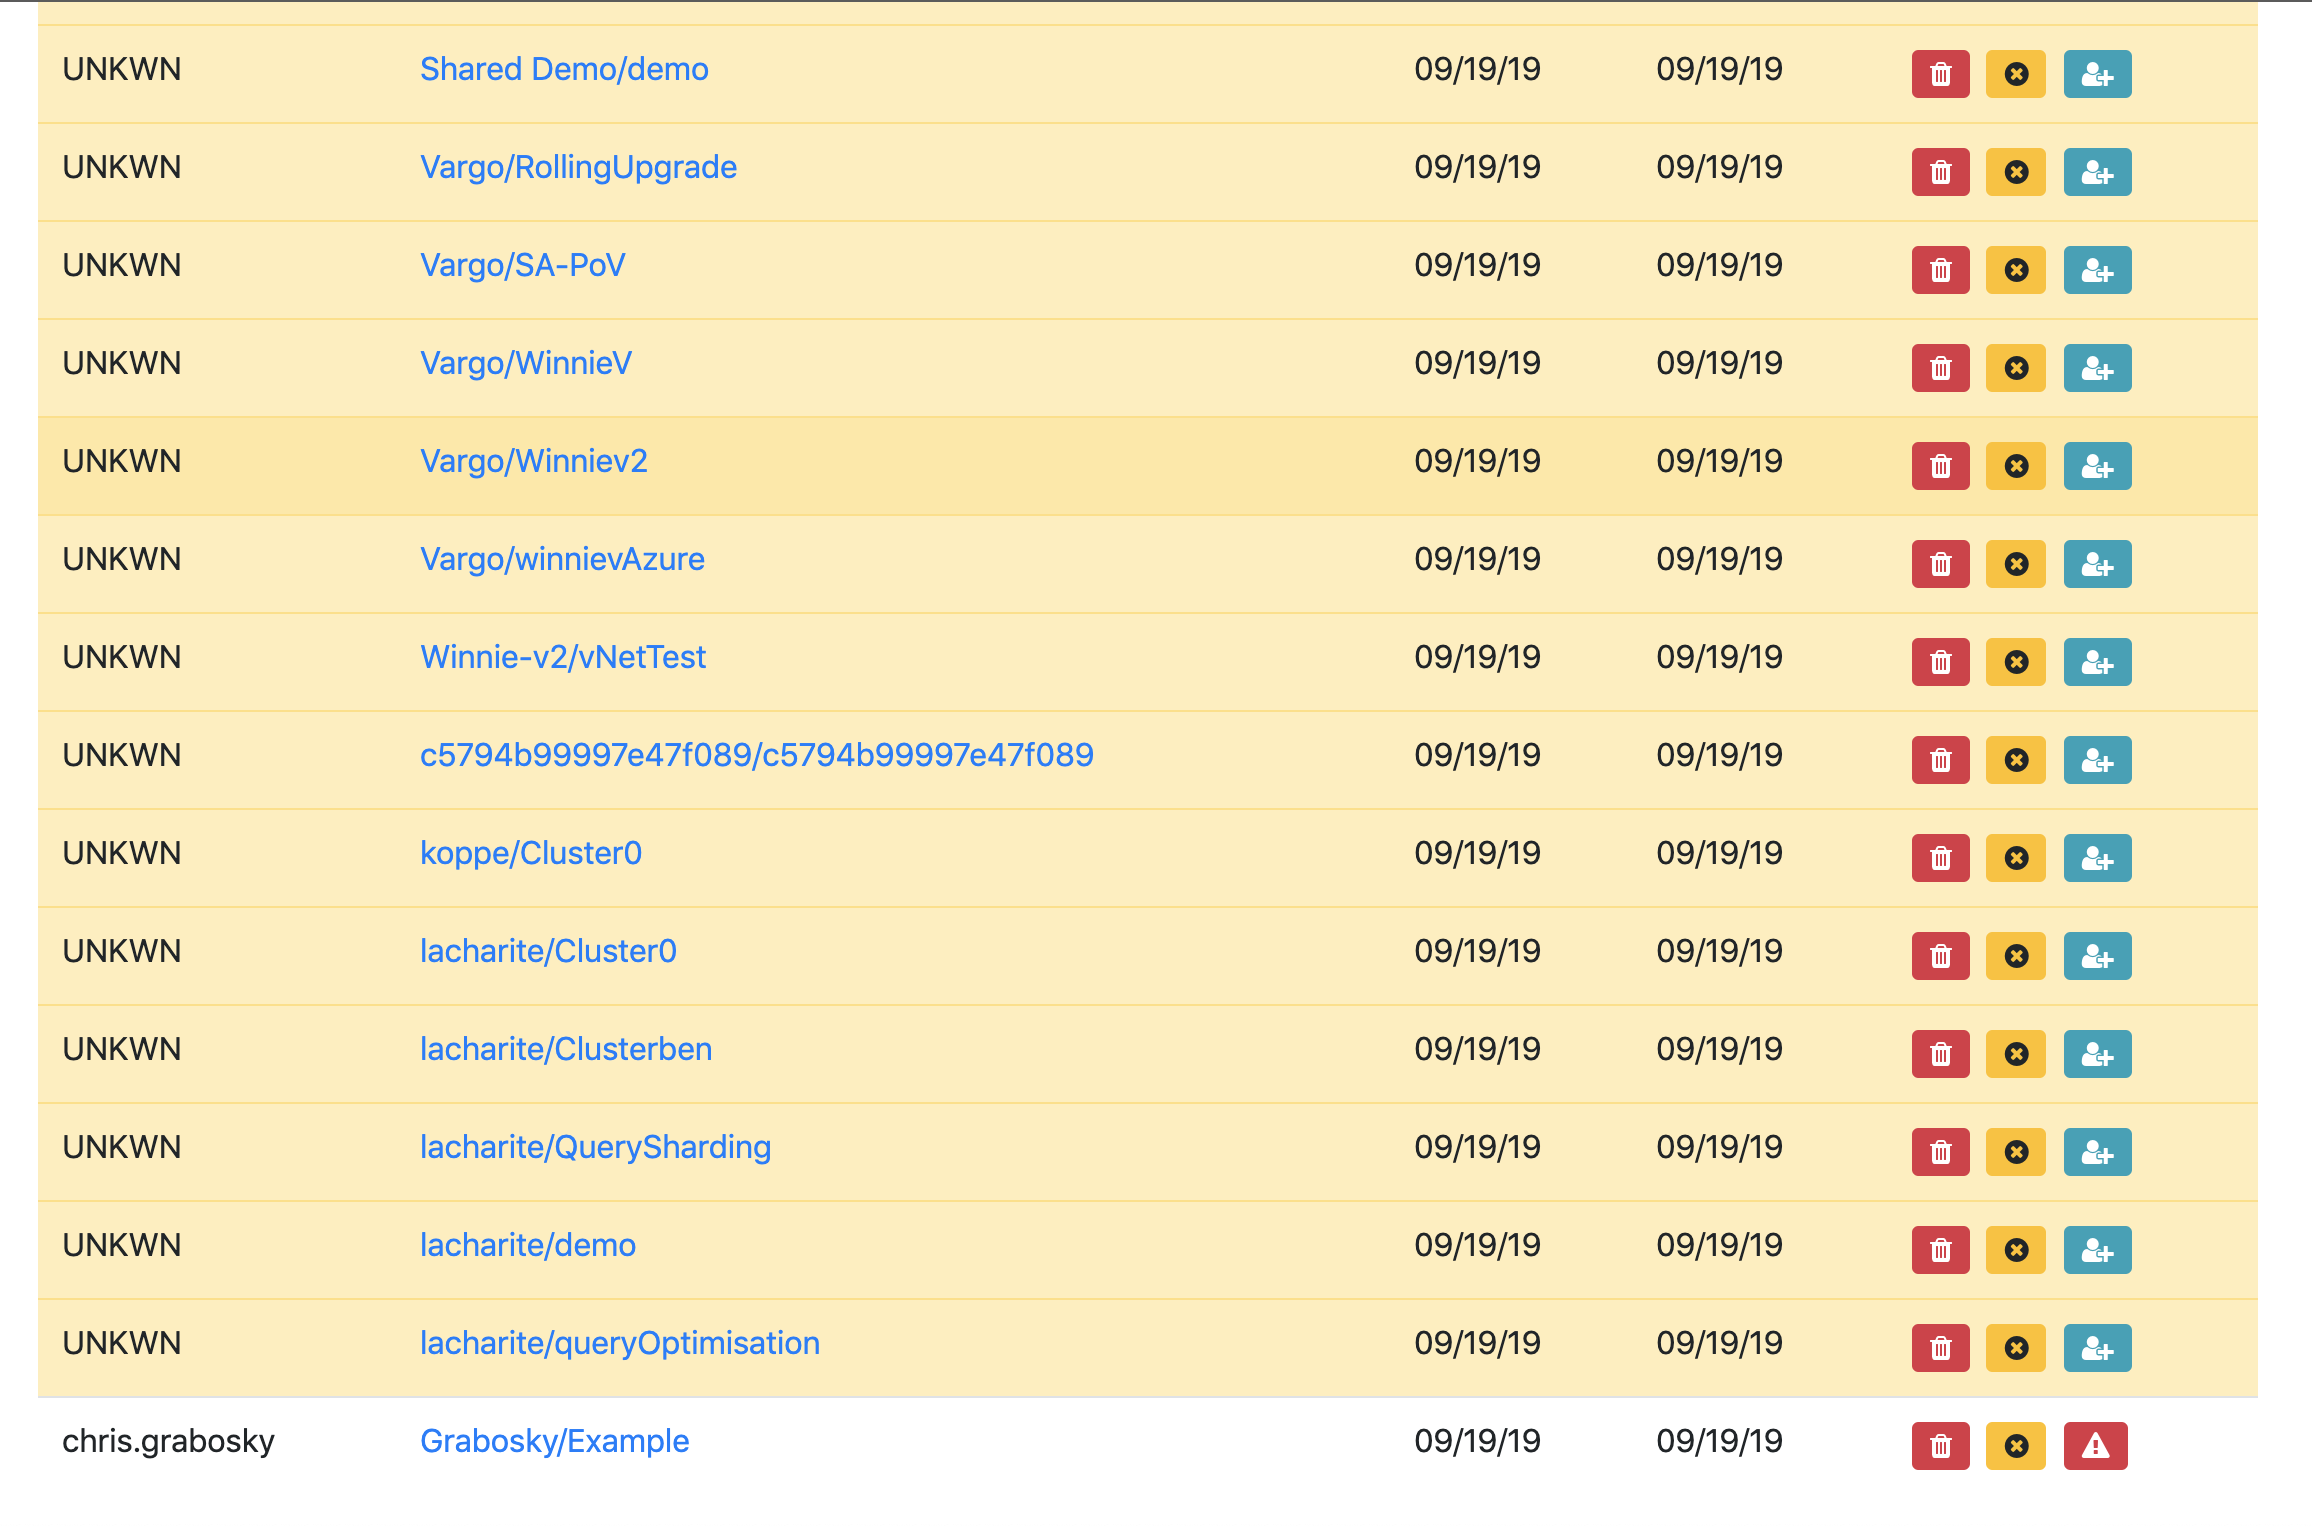 UNKWN Shared Demo/demo 09/19/19 09/19/19
UNKWN Vargo/RollingUpgrade 09/19/19 09/19/19
UNKWN Vargo/SA-PoV 09/19/19 09/19/19
UNKWN Vargo/WinnieV 09/19/19 09/19/19
UNKWN Vargo/Winniev2 09/19/19 09/19/19
UNKWN Vargo/winnievAzure 09/19/19 09/19/19
UNKWN Winnie-v2/vNetTest 09/19/19 09/19/19
UNKWN c5794b99997e47f089/c5794b99997e47f089 09/19/19 09/19/19
UNKWN koppe/Cluster0 09/19/19 09/19/19
UNKWN lacharite/Cluster0 09/19/19 09/19/19
UNKWN lacharite/Clusterben 09/19/19 09/19/19
UNKWN lacharite/QuerySharding 09/19/19 09/19/19
UNKWN lacharite/demo 09/19/19 09/19/19
UNKWN lacharite/queryOptimisation 09/19/19 09/19/19
chris.grabosky Grabosky/Example 09/19/19 09/19/19